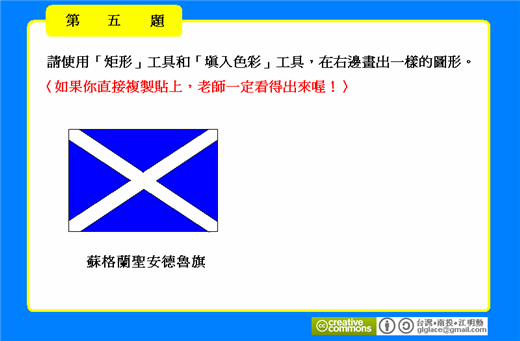 第 五 題
請使用「矩形」工具和「填入色彩」工具,在右邊畫出一樣的圖形。
〈如果你直接複製貼上,老師一定看得出來喔!〉
蘇格蘭聖安德魯旗
creative commons
台灣•南投•江明勳
glglace@gmail.com